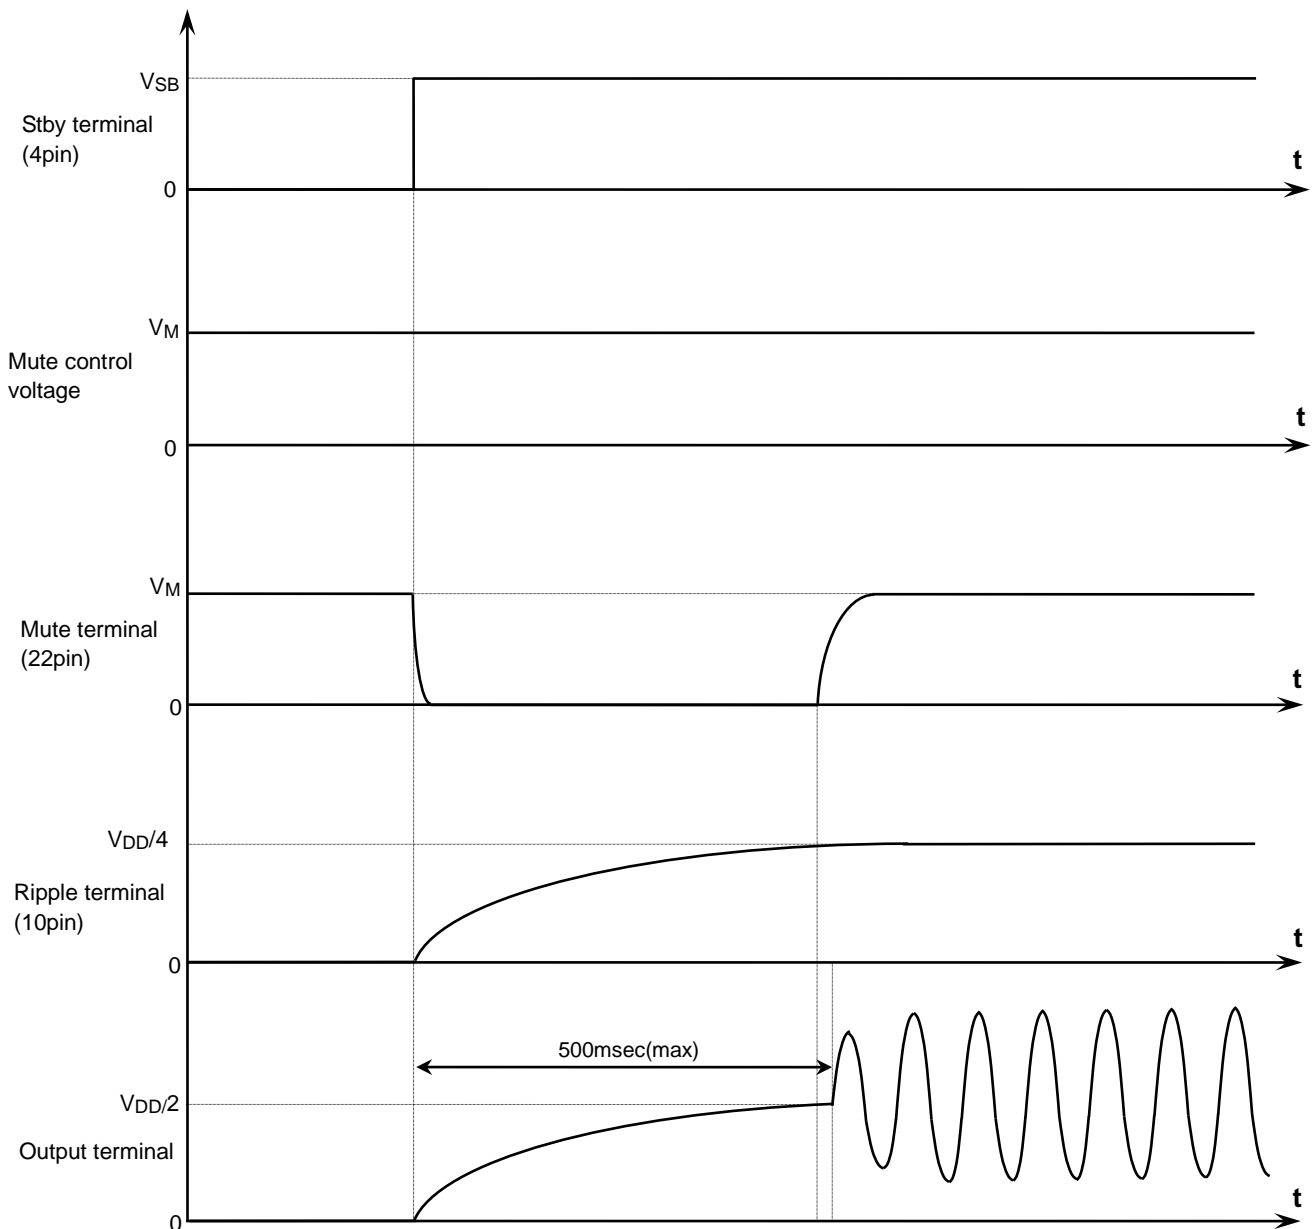 VSB
Stby terminal
(4pin)
t
0
VM
Mute control
voltage
t
0
VM
Mute terminal
(22pin)
t
0
VDD/4
Ripple terminal
(10pin)
t
0
500msec(max)
VDD/2
Output terminal
t
0